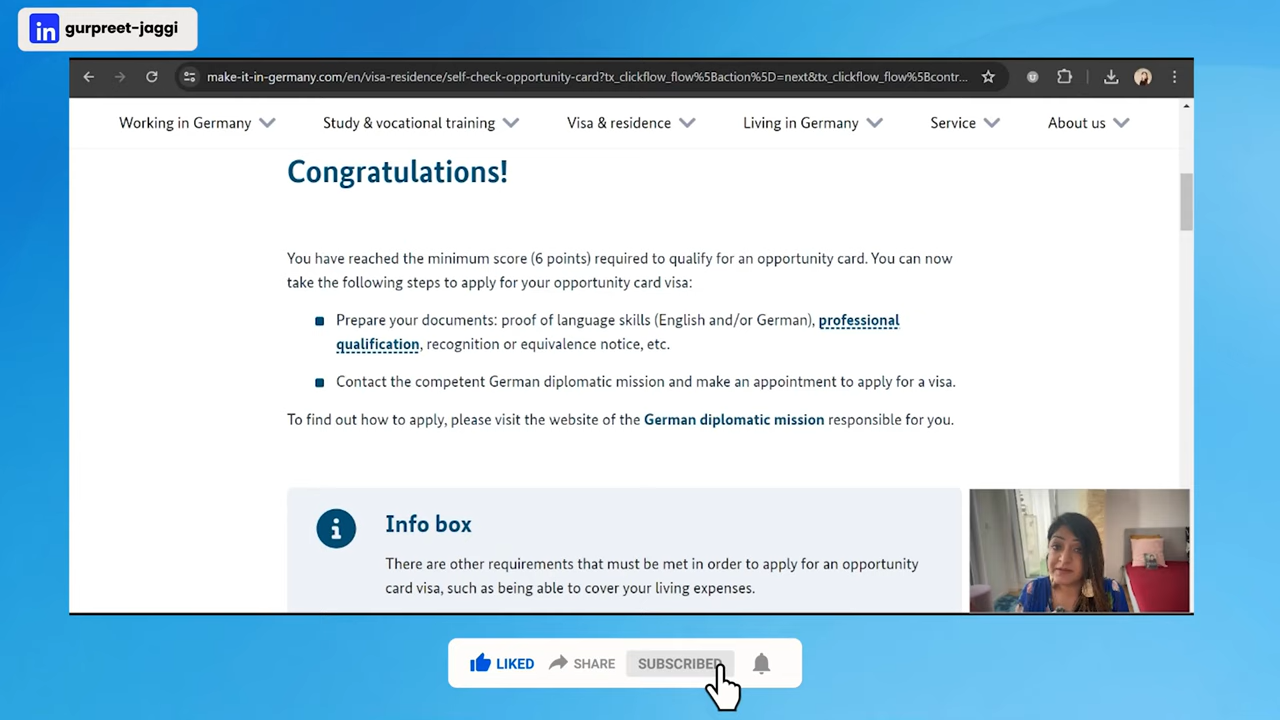 in gurpreet-jaggi
make-it-in-germany.com/en/visa-residence/self-check-opportunity-card?tx_clickflow_flow%5Baction%5D=next&tx_clickflow_flow%5Bcontr...
Working in Germany Study & vocational training Visa & residence Living in Germany Service About us
Congratulations!
You have reached the minimum score (6 points) required to qualify for an opportunity card. You can now
take the following steps to apply for your opportunity card visa:
Prepare your documents: proof of language skills (English and/or German), professional
qualification, recognition or equivalence notice, etc.
Contact the competent German diplomatic mission and make an appointment to apply for a visa.
To find out how to apply, please visit the website of the German diplomatic mission responsible for you.
i Info box
There are other requirements that must be met in order to apply for an opportunity
card visa, such as being able to cover your living expenses.
LIKED SHARE SUBSCRIBED